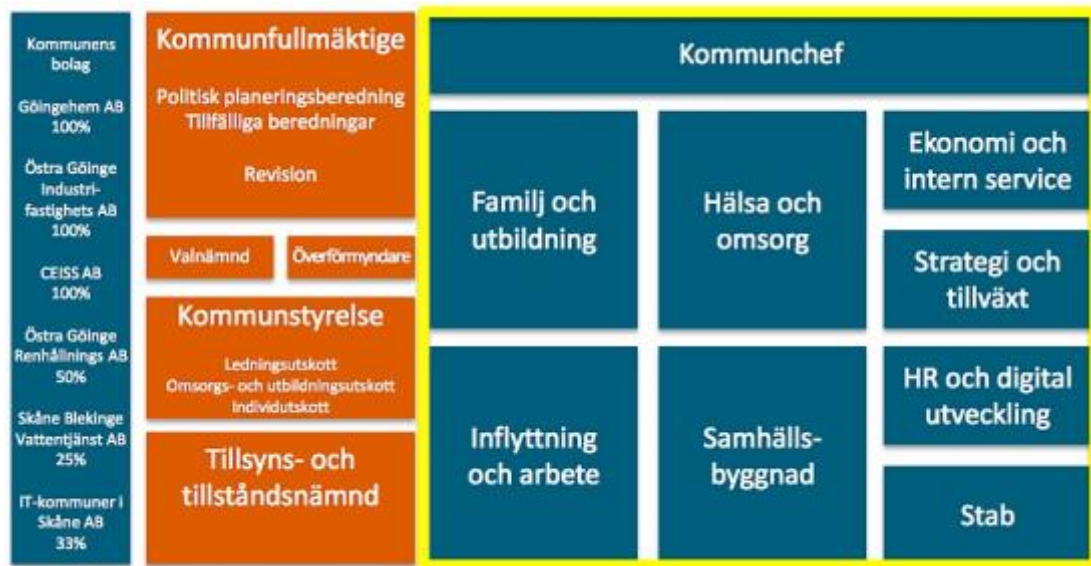 Kommunens
bolag
Göingehem AB
100%
Östra Göinge
Industri-
fastighets AB
100%
CEISS AB
100%
Östra Göinge
Renhållnings AB
50%
Skåne Blekinge
Vattentjänst AB
25%
IT-kommuner i
Skåne AB
33%
Kommunfullmäktige
Politisk planeringsberedning
Tillfälliga beredningar
Revision
Valnämnd
Överförmyndare
Kommunstyrelse
Ledningsutskott
Omsorgs- och utbildningsutskott
Individutskott
Tillsyns- och
tillståndsnämnd
Kommunchef
Familj och
utbildning
Hälsa och
omsorg
Ekonomi och
intern service
Strategi och
tillväxt
Inflyttning
och arbete
Samhälls-
byggnad
HR och digital
utveckling
Stab